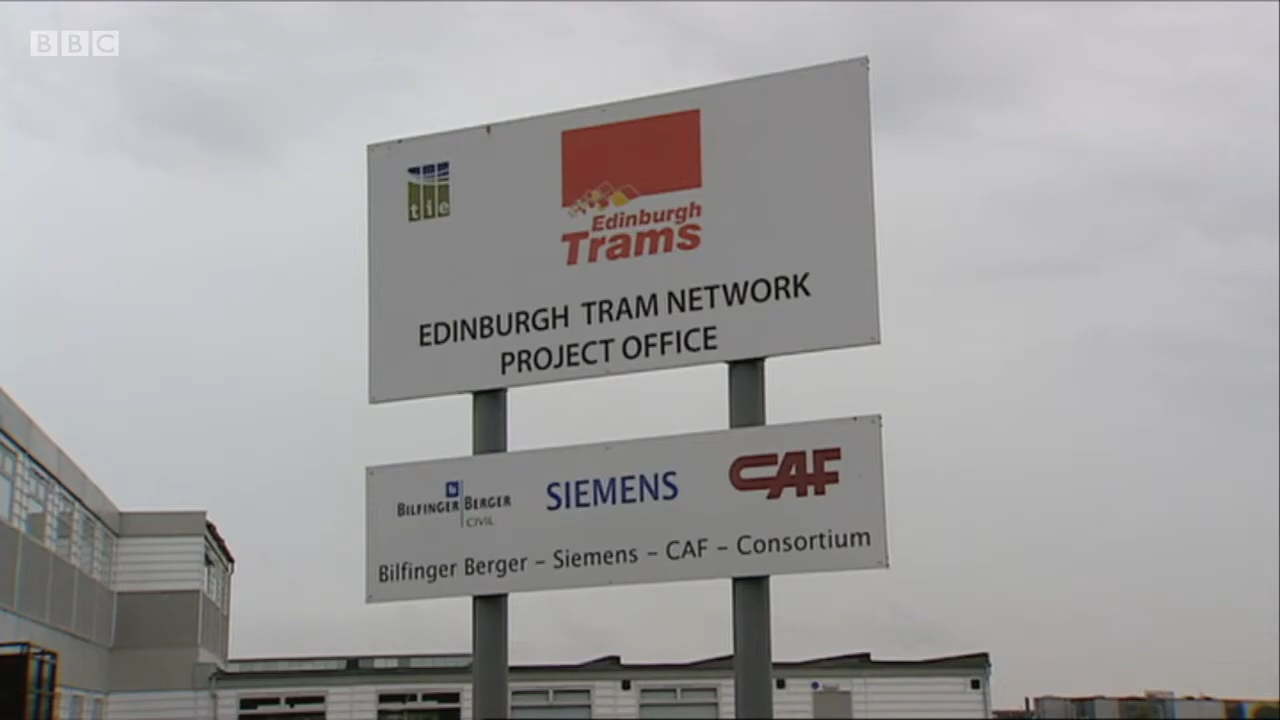 BBC
tie
Edinburgh
Trams
EDINBURGH TRAM NETWORK
PROJECT OFFICE
BILFINGER BERGER
CIVIL
SIEMENS
CAF
Bilfinger Berger – Siemens – CAF – Consortium